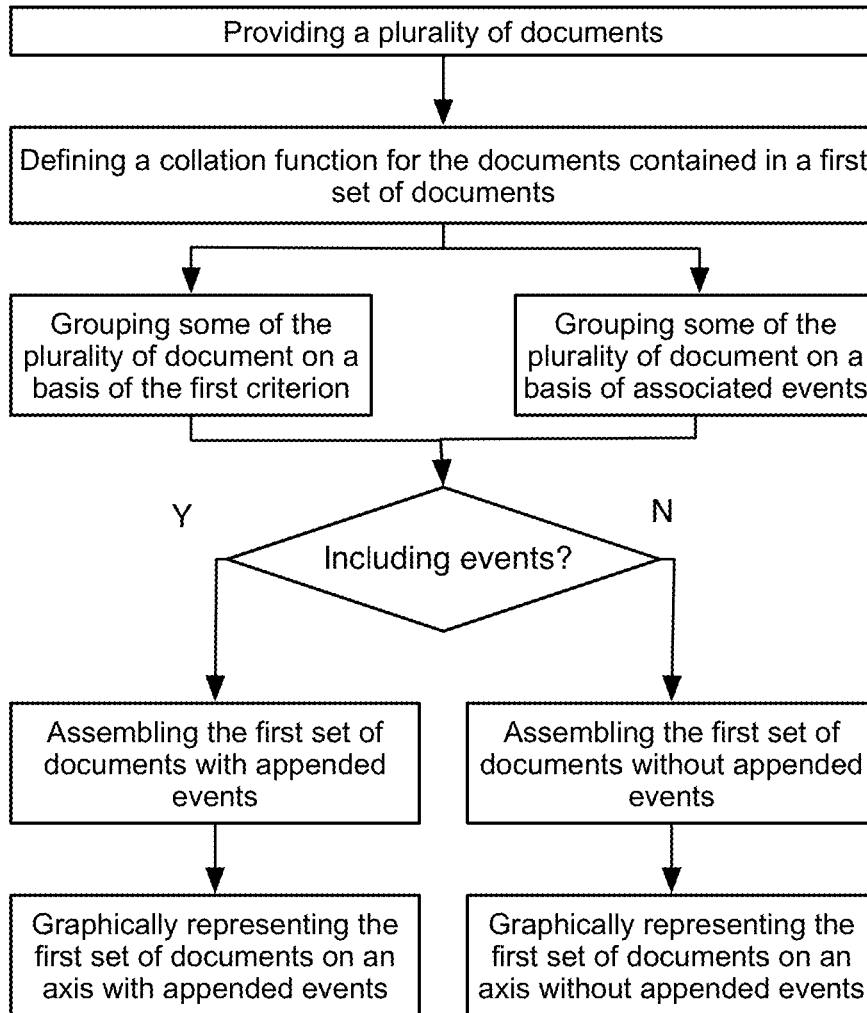 Providing a plurality of documents
Defining a collation function for the documents contained in a first
set of documents
Grouping some of the
plurality of document on a
basis of the first criterion
Grouping some of the
plurality of document on a
basis of associated events
Y
N
Including events?
Assembling the first set of
documents with appended
events
Assembling the first set of
documents without appended
events
Graphically representing the
first set of documents on an
axis with appended events
Graphically representing the
first set of documents on an
axis without appended events